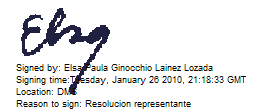 Elsa
Signed by: Elsa Paula Ginocchio Lainez Lozada
Signing time: Tuesday, January 26 2010, 21:18:33 GMT
Location: DMS
Reason to sign: Resolucion representante